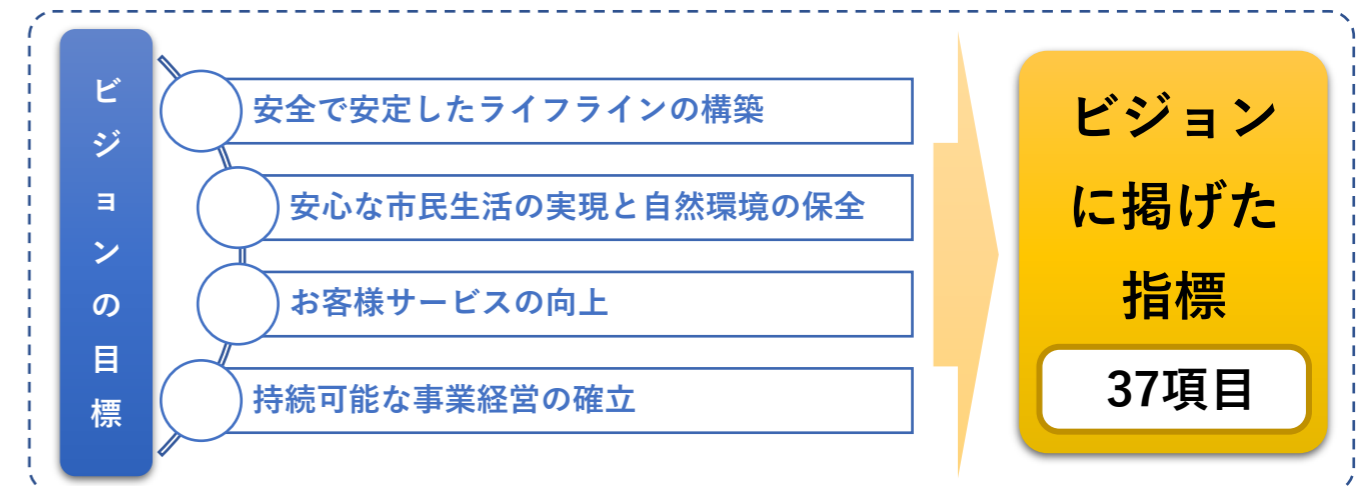 ビジョンの目標
安全で安定したライフラインの構築
安心な市民生活の実現と自然環境の保全
お客様サービスの向上
持続可能な事業経営の確立
ビジョン
に掲げた
指標
37項目